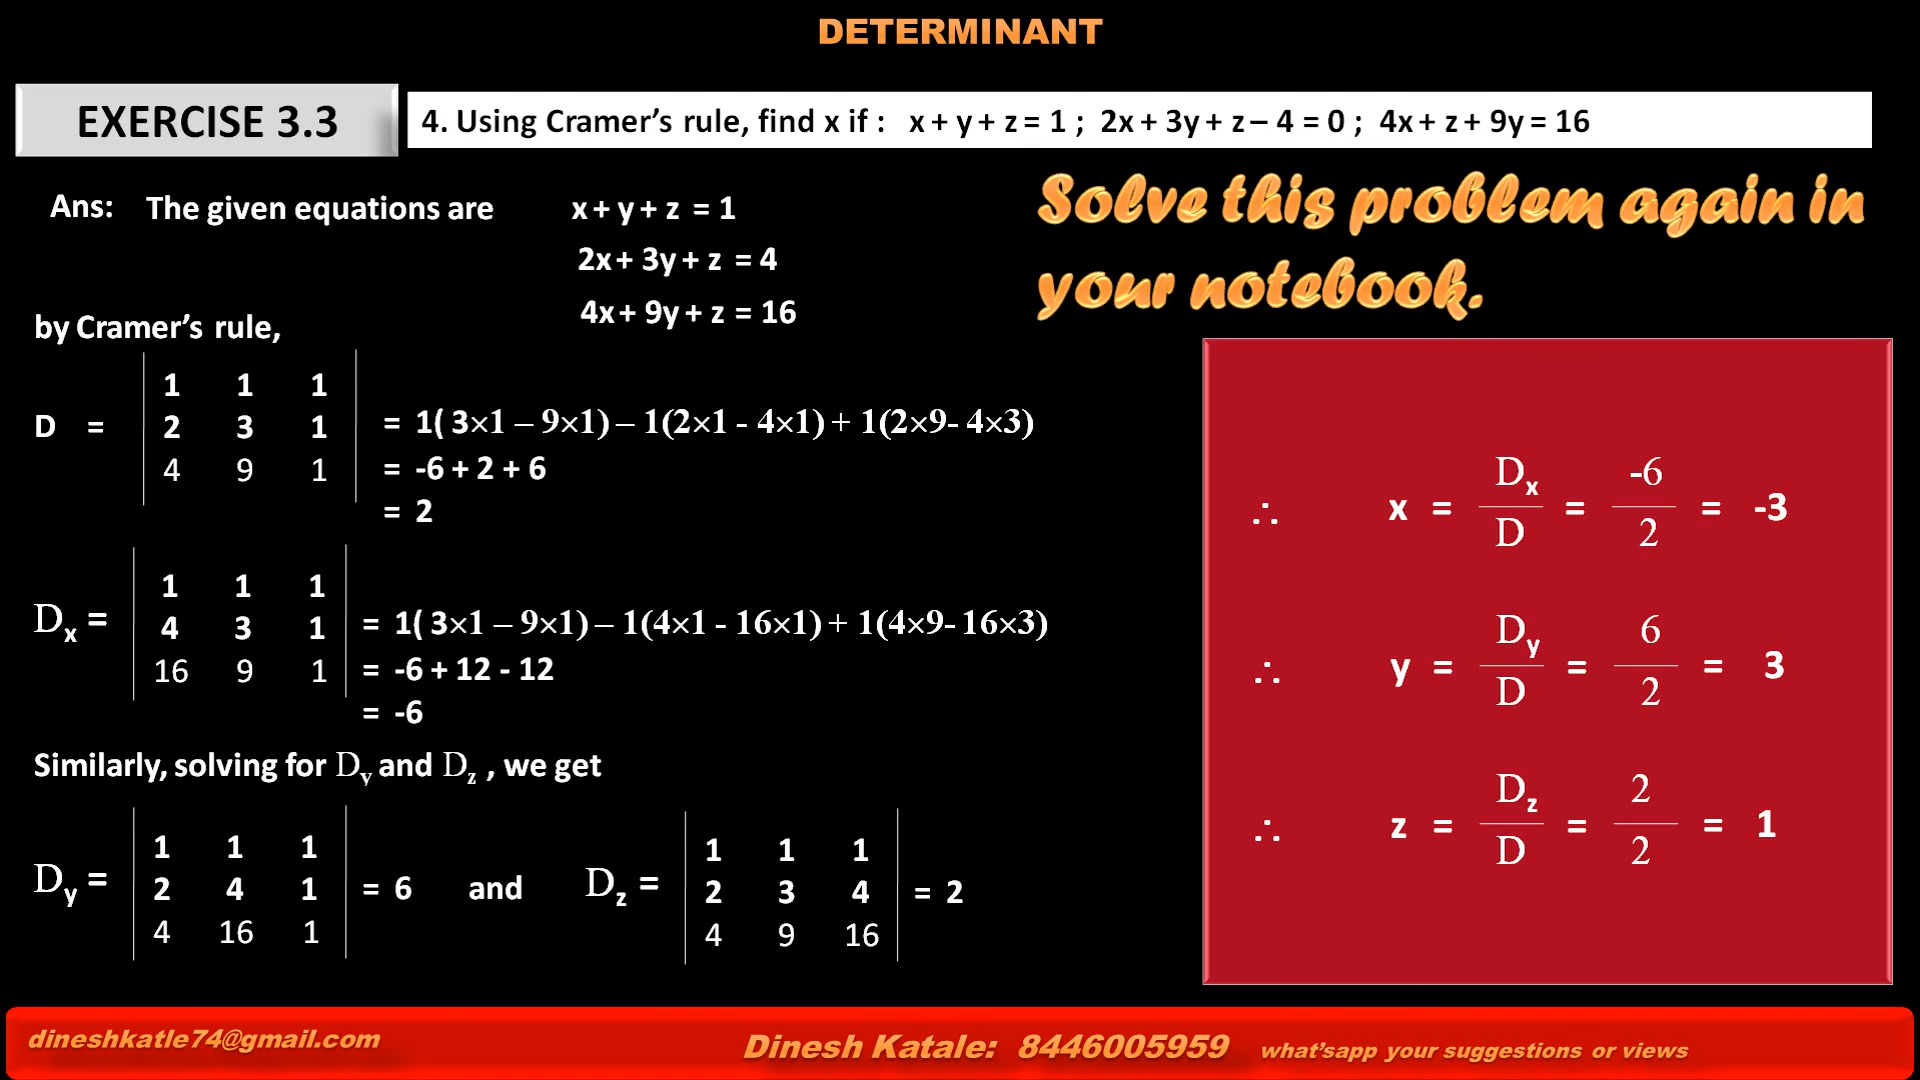 DETERMINANT
EXERCISE 3.3
4. Using Cramer’s rule, find x if : x + y + z = 1 ; 2x + 3y + z – 4 = 0 ; 4x + z + 9y = 16
Solve this problem again in
your notebook.
Ans: The given equations are x + y + z = 1
2x + 3y + z = 4
4x + 9y + z = 16
by Cramer’s rule,
1 1 1
D = 2 3 1 = 1( 3×1 – 9×1) – 1(2×1 - 4×1) + 1(2×9- 4×3)
4 9 1 = -6 + 2 + 6
= 2
1 1 1
Dx = 4 3 1 = 1( 3×1 – 9×1) – 1(4×1 - 16×1) + 1(4×9- 16×3)
16 9 1 = -6 + 12 - 12
= -6
Similarly, solving for Dy and Dz , we get
1 1 1
Dy = 2 4 1 = 6 and
4 16 1
1 1 1
Dz = 2 3 4 = 2
4 9 16
∴ x = Dx / D = -6 / 2 = -3
∴ y = Dy / D = 6 / 2 = 3
∴ z = Dz / D = 2 / 2 = 1
dineshkatle74@gmail.com
Dinesh Katale: 8446005959 what’sapp your suggestions or views